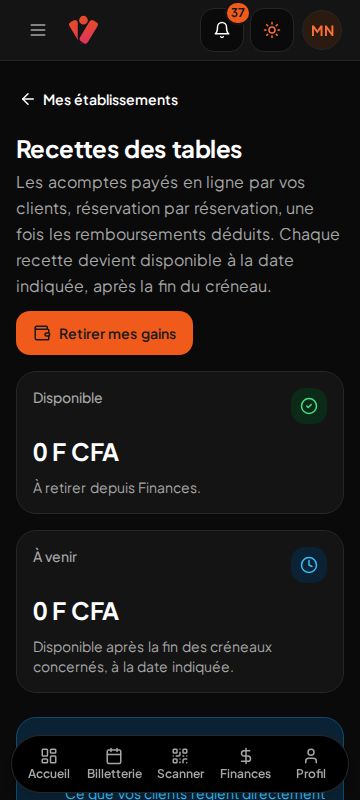 37
MN
Mes établissements
Recettes des tables
Les acomptes payés en ligne par vos
clients, réservation par réservation, une
fois les remboursements déduits. Chaque
recette devient disponible à la date
indiquée, après la fin du créneau.
Retirer mes gains
Disponible
0 F CFA
À retirer depuis Finances.
À venir
0 F CFA
Disponible après la fin des créneaux
concernés, à la date indiquée.
Accueil Billetterie Scanner Finances Profil
Ce que vos clients règlent directement